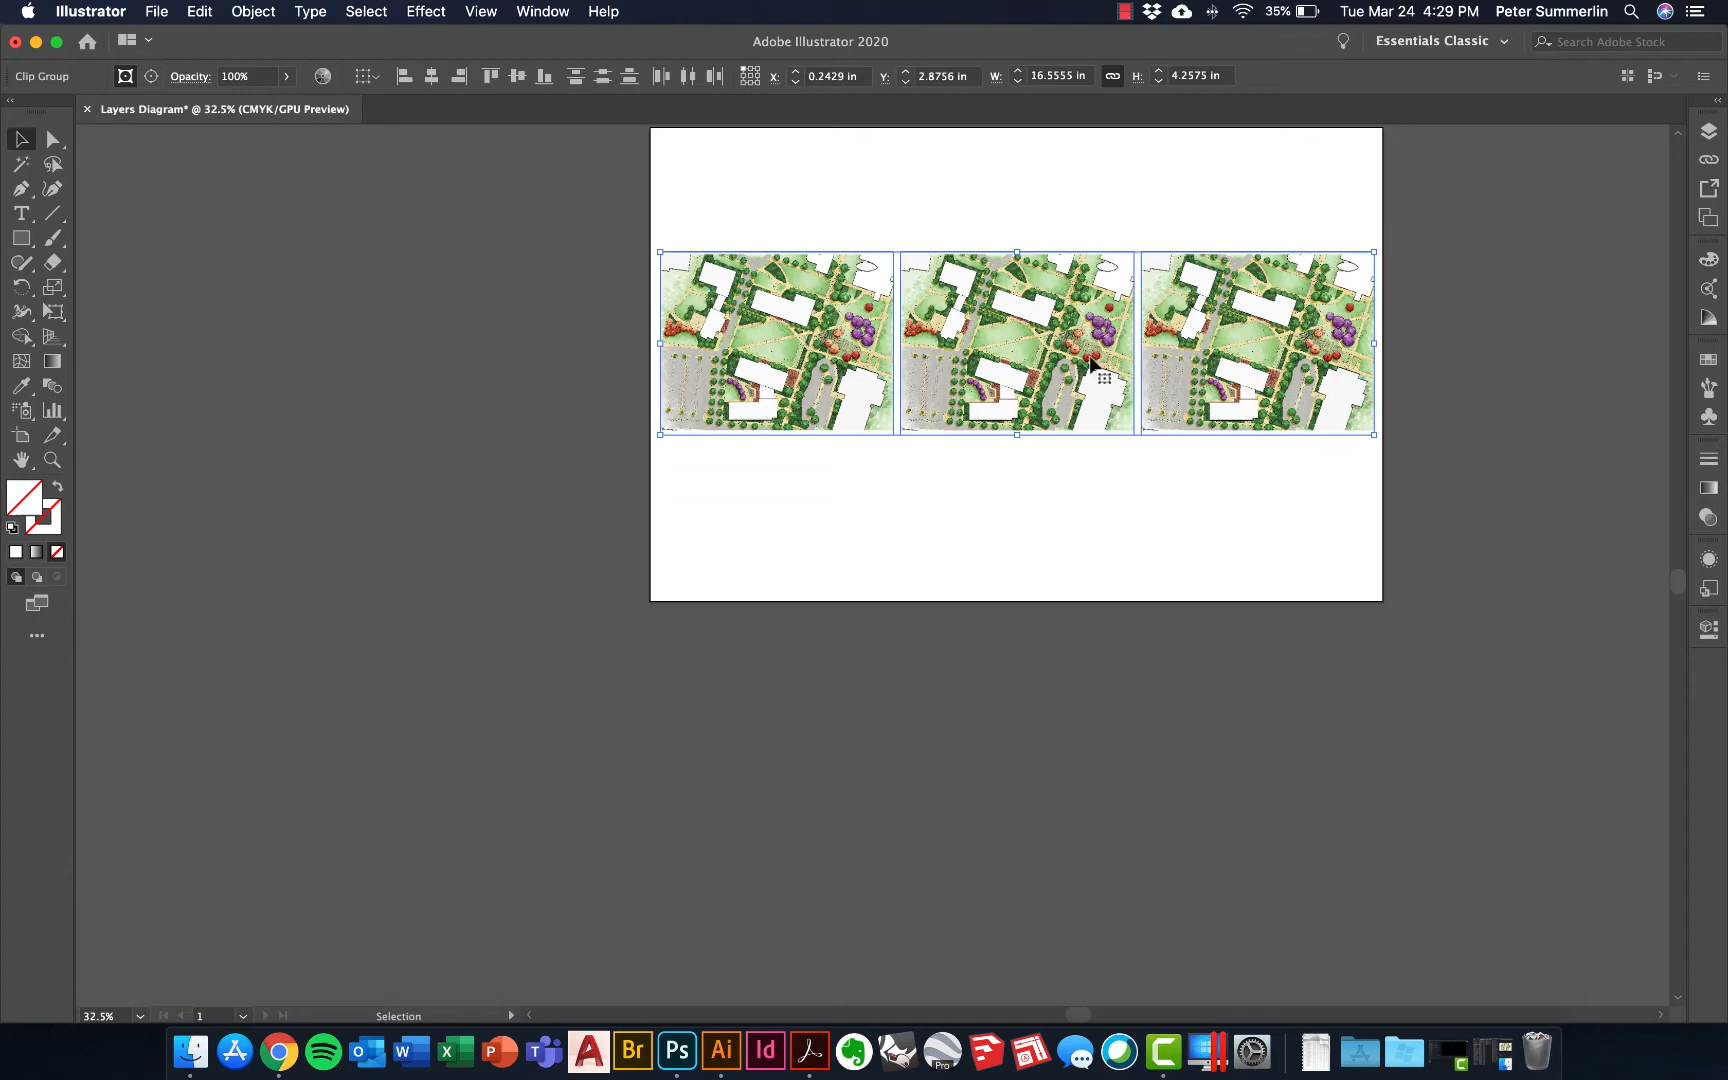 Illustrator File Edit Object Type Select Effect View Window Help 35% Tue Mar 24 4:29 PM Peter Summerlin
Adobe Illustrator 2020 Essentials Classic Search Adobe Stock
Clip Group Opacity: 100% X: 0.2429 in Y: 2.8756 in W: 16.5555 in H: 4.2575 in
× Layers Diagram* @ 32.5% (CMYK/GPU Preview)
32.5% 1 Selection
W X P A Br Ps Ai Id Pro C